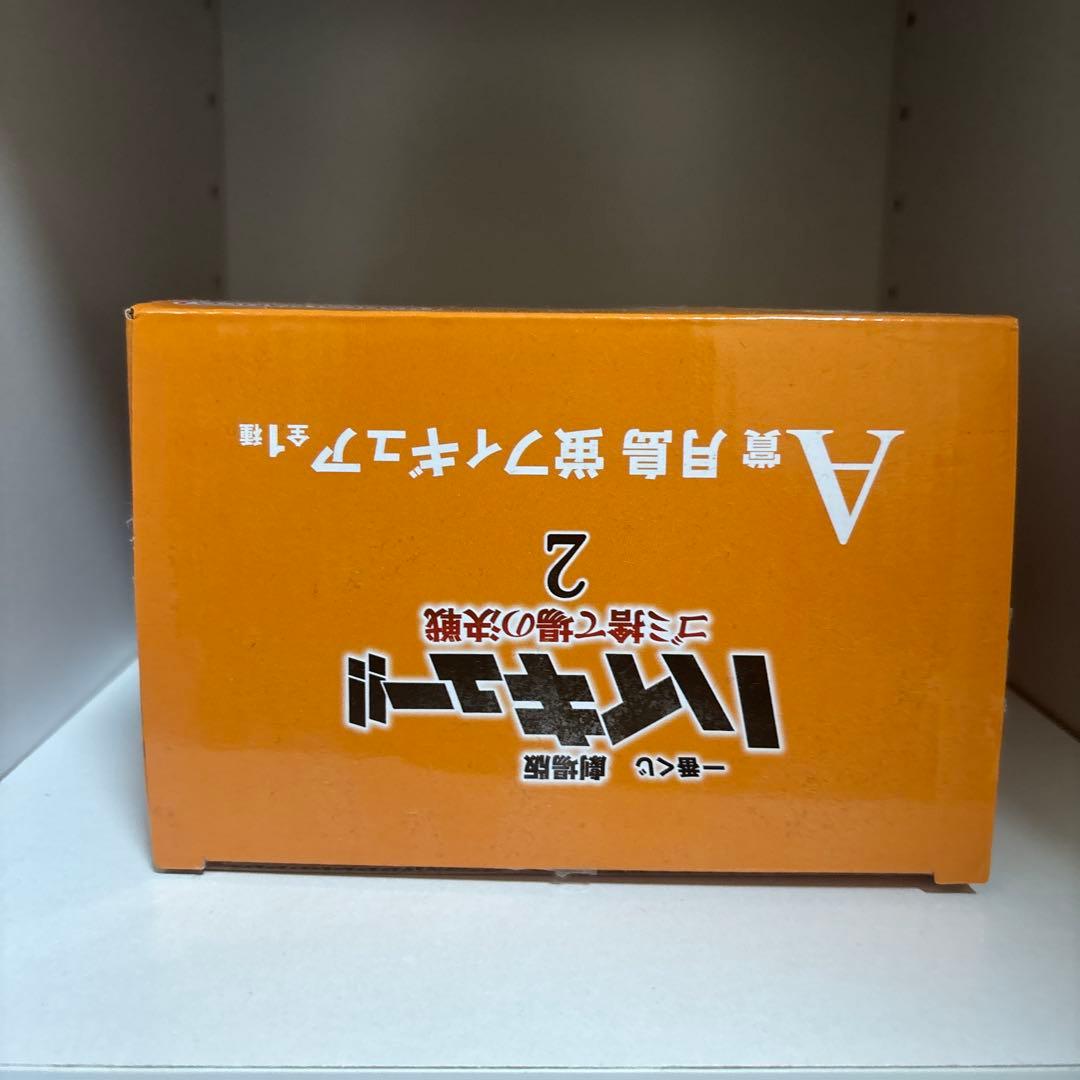 一番くじ 劇場版
ハイキュー!!
ゴミ捨て場の決戦
2
A賞 月島 蛍フィギュア 全1種